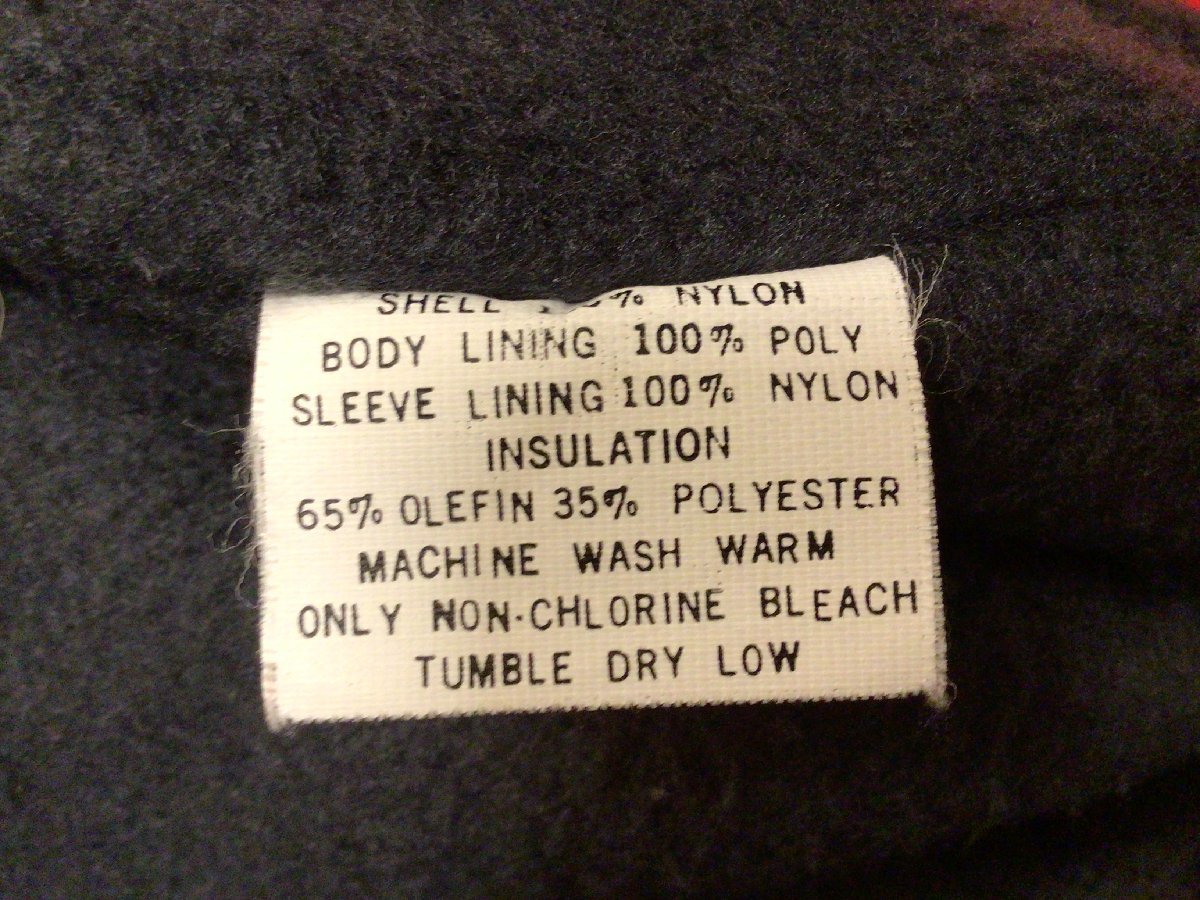 SHELL % NYLON
BODY LINING 100% POLY
SLEEVE LINING 100% NYLON
INSULATION
65% OLEFIN 35% POLYESTER
MACHINE WASH WARM
ONLY NON-CHLORINE BLEACH
TUMBLE DRY LOW